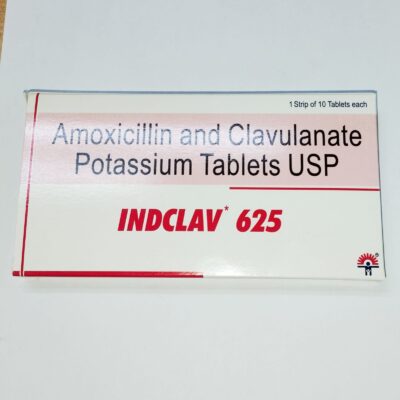 1 Strip of 10 Tablets each
Amoxicillin and Clavulanate
Potassium Tablets USP
INDCLAV* 625
®